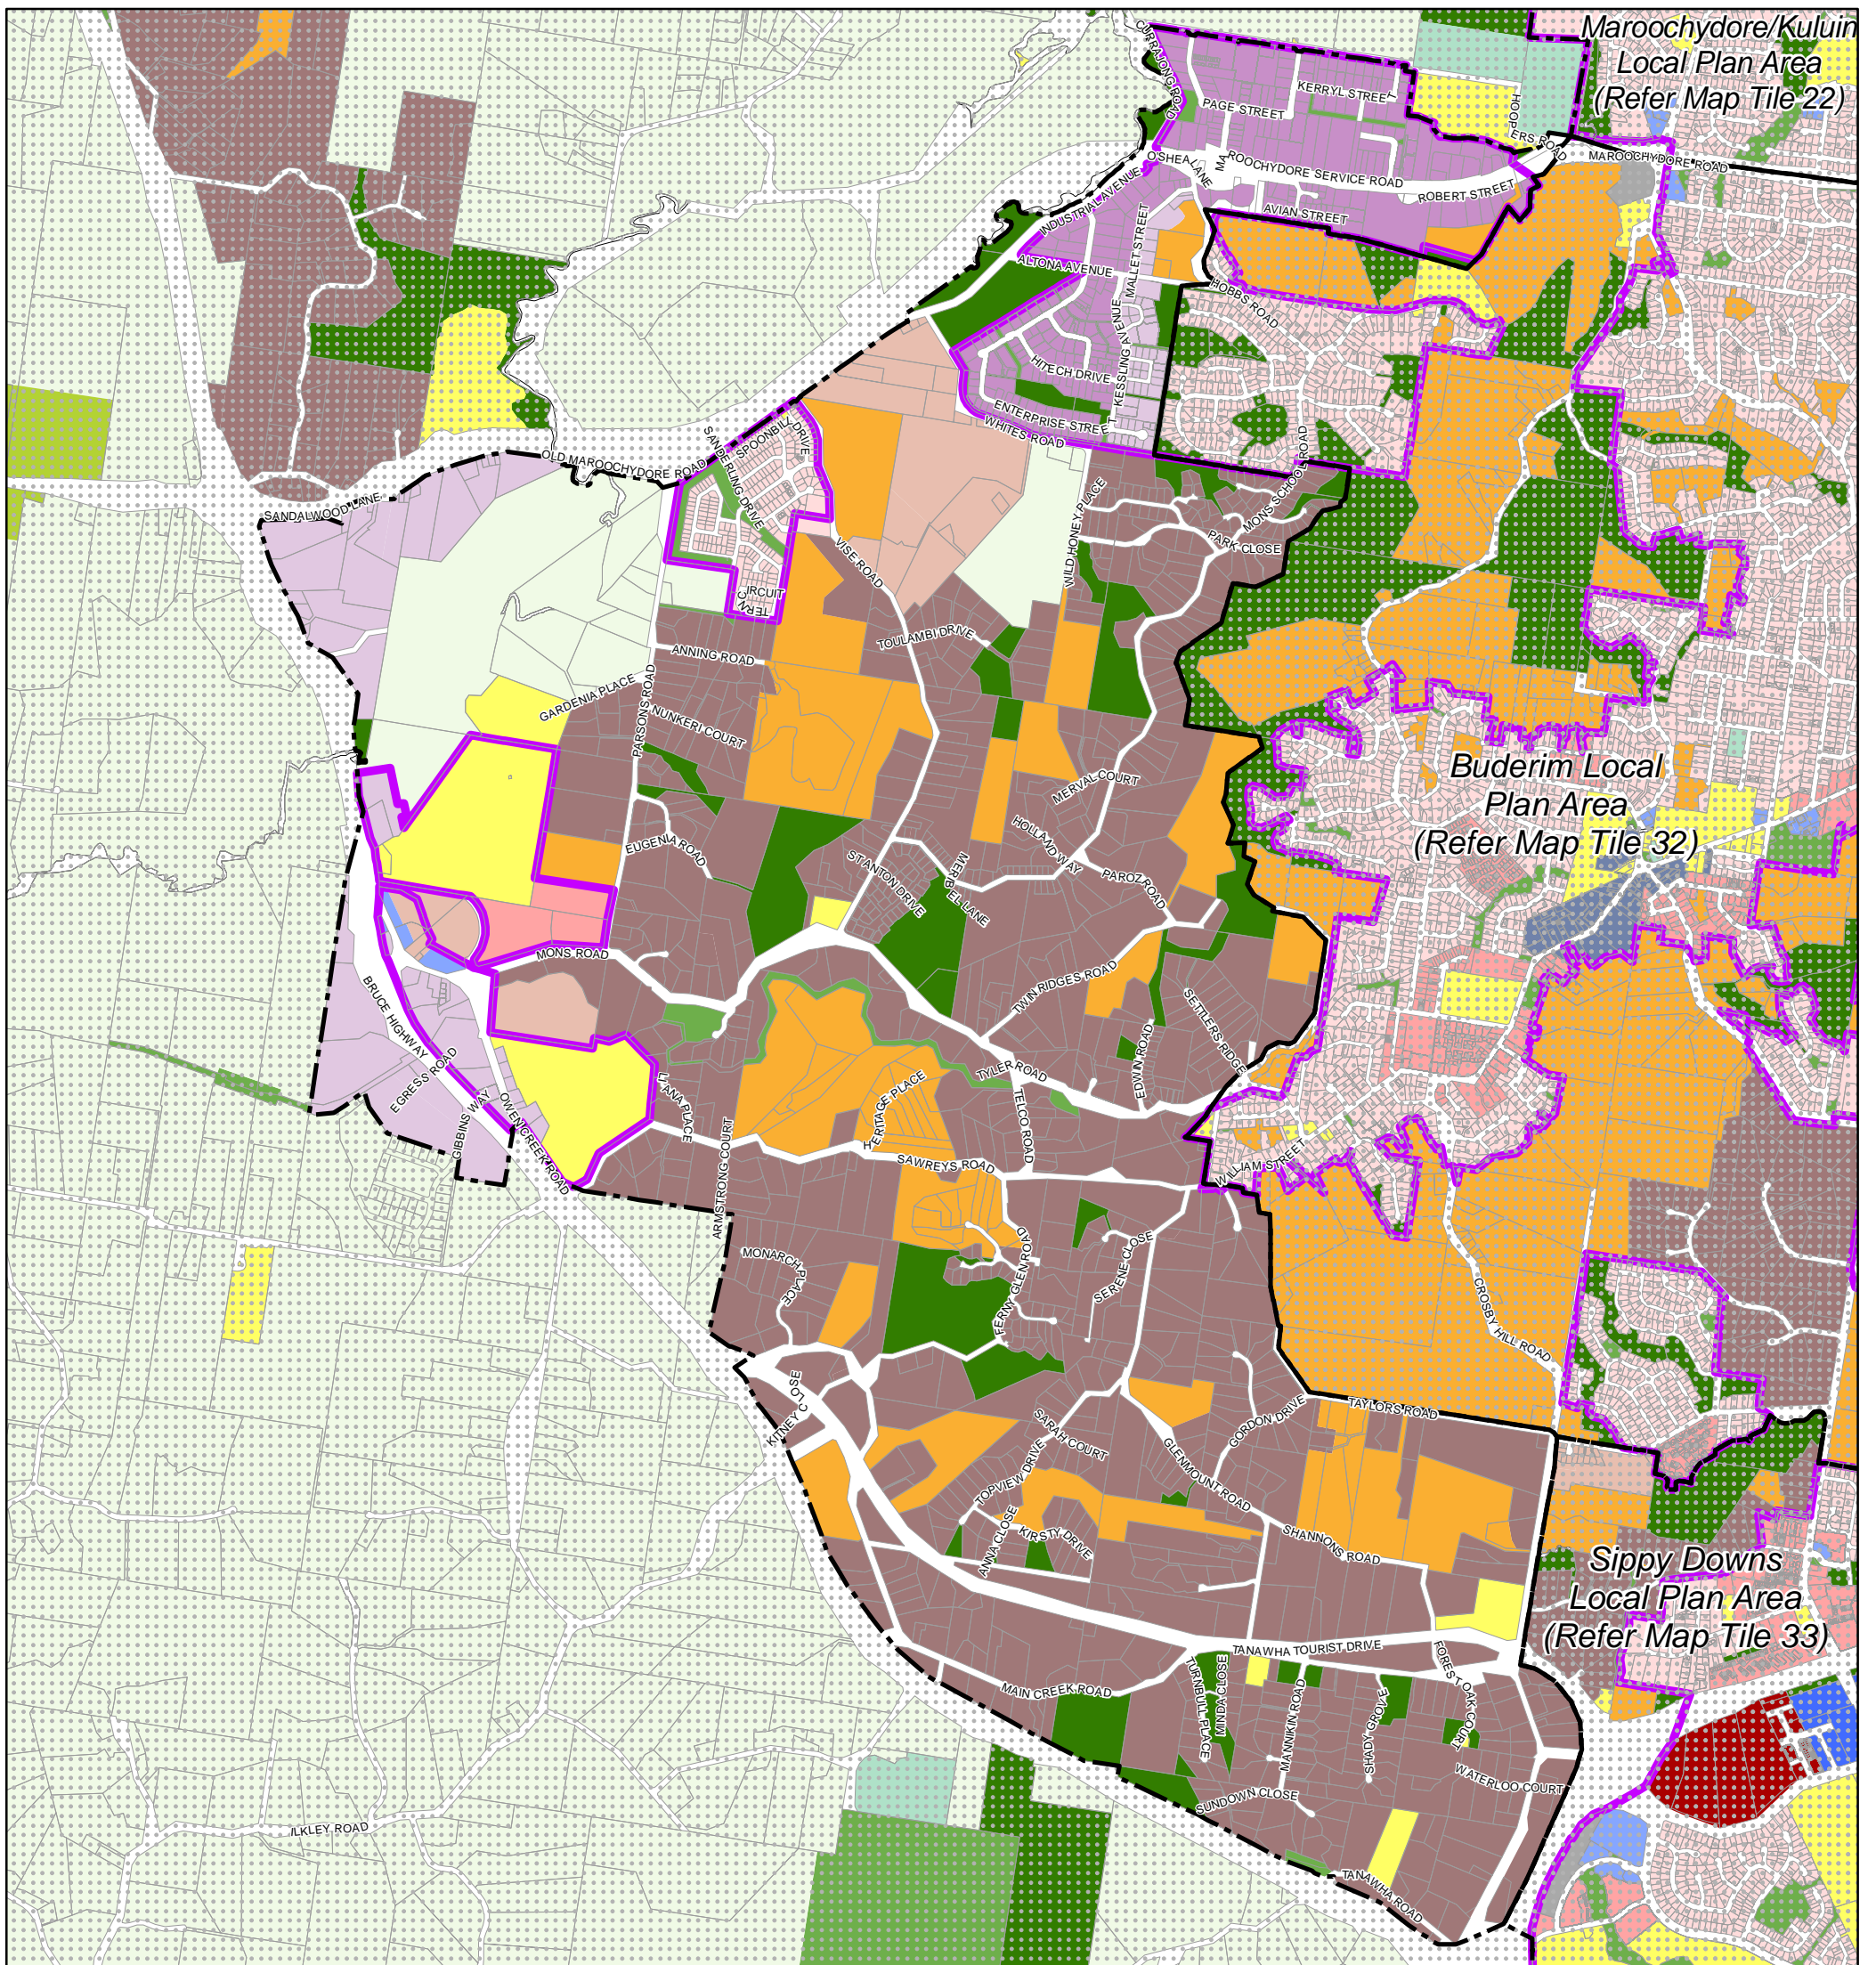 Maroochydore/Kuluin
Local Plan Area
(Refer Map Tile 22)
CURRAJONG ROAD
PAGE STREET
KERRYL STREET
HOOPERS ROAD
MAROOCHYDORE ROAD
O'SHEA LANE
MAROOCHYDORE SERVICE ROAD
ROBERT STREET
INDUSTRIAL AVENUE
AVIAN STREET
MALLET STREET
ALTONA AVENUE
HOBBS ROAD
HITECH DRIVE
KESSLING AVENUE
ENTERPRISE STREET
WHITES ROAD
SPOONBILL DRIVE
SANDERLING DRIVE
OLD MAROOCHYDORE ROAD
SANDALWOOD LANE
MONS SCHOOL ROAD
PARK CLOSE
WILD HONEY PLACE
VISE ROAD
TERN CIRCUIT
TOULAMBI DRIVE
ANNING ROAD
GARDENIA PLACE
PARSONS ROAD
NUNKERI COURT
Buderim Local
Plan Area
(Refer Map Tile 32)
MERVAL COURT
HOLLAND WAY
EUGENIA ROAD
STANTON DRIVE
MERIBEL LANE
PAROZ ROAD
MONS ROAD
TWIN RIDGES ROAD
SETTLERS RIDGE
BRUCE HIGHWAY
EGRESS ROAD
GIBBINS WAY
OWEN CREEK ROAD
LIANA PLACE
HERITAGE PLACE
TYLER ROAD
TELCO ROAD
EDWIN ROAD
ARMSTRONG COURT
SAWREYS ROAD
WILLIAM STREET
MONARCH PLACE
FERNY GLEN ROAD
SERENE CLOSE
CROSBY HILL ROAD
KITNEY CLOSE
TAYLORS ROAD
SARAH COURT
GORDON DRIVE
TOPVIEW DRIVE
GLENMOUNT ROAD
ANNA CLOSE
KIRSTY DRIVE
SHANNONS ROAD
Sippy Downs
Local Plan Area
(Refer Map Tile 33)
TANAWHA TOURIST DRIVE
MAIN CREEK ROAD
TURNBULL PLACE
MINDA CLOSE
MANNIKIN ROAD
SHADY GROVE
FOREST OAK COURT
WATERLOO COURT
SUNDOWN CLOSE
ILKLEY ROAD
TANAWHA ROAD